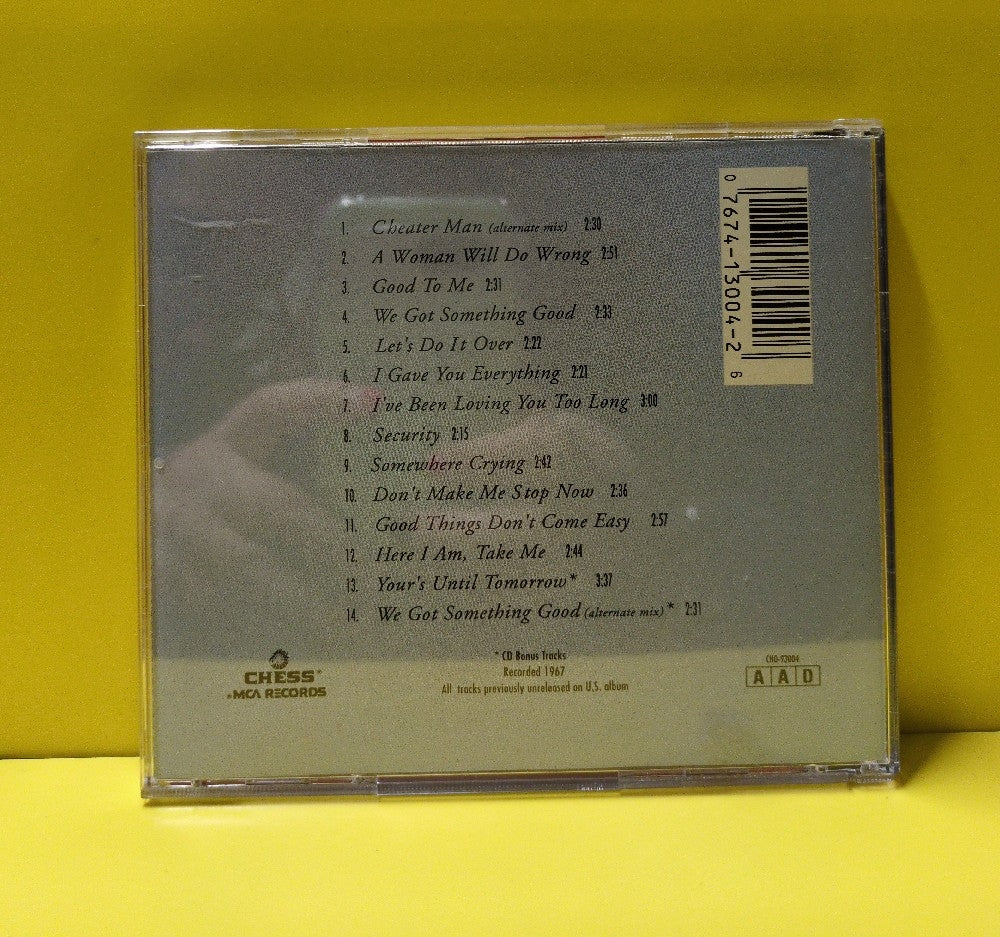 1. Cheater Man (alternate mix) 2:30
2. A Woman Will Do Wrong 2:51
3. Good To Me 2:31
4. We Got Something Good 2:33
5. Let's Do It Over 2:22
6. I Gave You Everything 2:21
7. I've Been Loving You Too Long 3:00
8. Security 2:15
9. Somewhere Crying 2:42
10. Don't Make Me Stop Now 2:36
11. Good Things Don't Come Easy 2:57
12. Here I Am, Take Me 2:44
13. Your's Until Tomorrow* 3:37
14. We Got Something Good (alternate mix)* 2:31
0 7674-13004-2 6
CHESS
MCA RECORDS
* CD Bonus Tracks
Recorded 1967
All tracks previously unreleased on U.S. album
CHD-93004
A A D